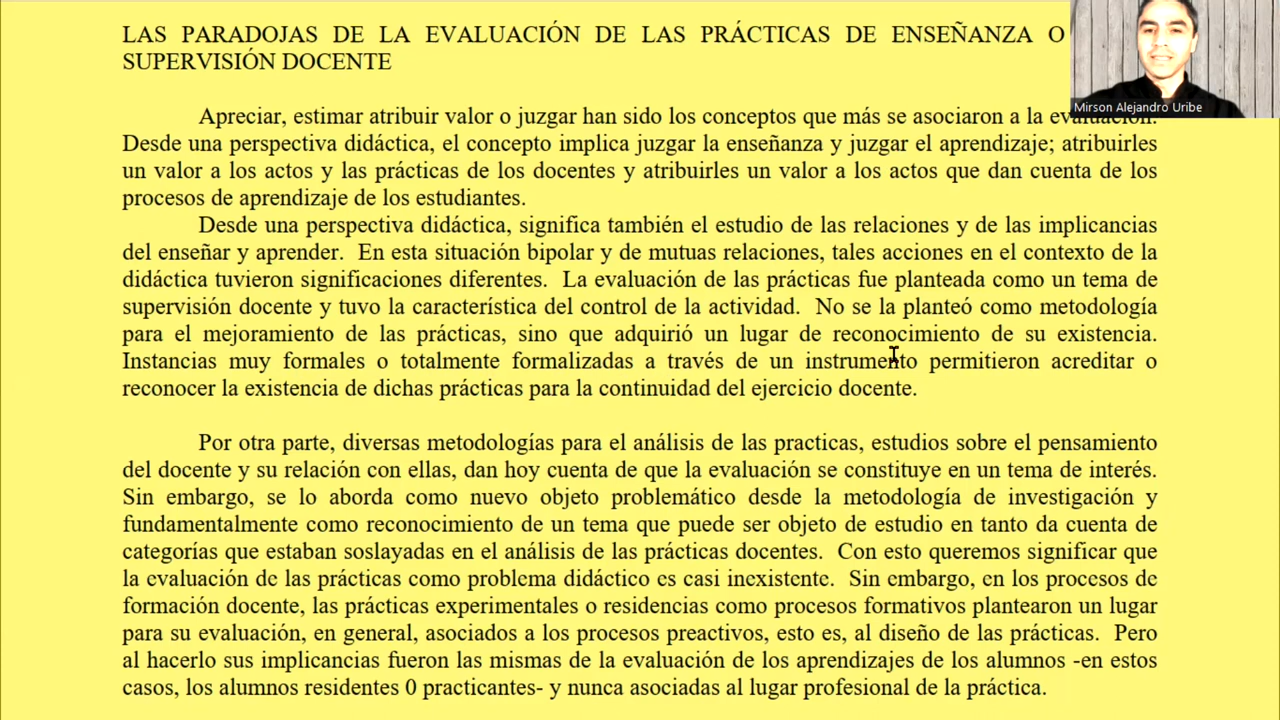 LAS PARADOJAS DE LA EVALUACIÓN DE LAS PRÁCTICAS DE ENSEÑANZA O
SUPERVISIÓN DOCENTE
Mirson Alejandro Uribe
Apreciar, estimar atribuir valor o juzgar han sido los conceptos que más se asociaron a la evaluación.
Desde una perspectiva didáctica, el concepto implica juzgar la enseñanza y juzgar el aprendizaje; atribuirles
un valor a los actos y las prácticas de los docentes y atribuirles un valor a los actos que dan cuenta de los
procesos de aprendizaje de los estudiantes.
Desde una perspectiva didáctica, significa también el estudio de las relaciones y de las implicancias
del enseñar y aprender. En esta situación bipolar y de mutuas relaciones, tales acciones en el contexto de la
didáctica tuvieron significaciones diferentes. La evaluación de las prácticas fue planteada como un tema de
supervisión docente y tuvo la característica del control de la actividad. No se la planteó como metodología
para el mejoramiento de las prácticas, sino que adquirió un lugar de reconocimiento de su existencia.
Instancias muy formales o totalmente formalizadas a través de un instrumento permitieron acreditar o
reconocer la existencia de dichas prácticas para la continuidad del ejercicio docente.
Por otra parte, diversas metodologías para el análisis de las practicas, estudios sobre el pensamiento
del docente y su relación con ellas, dan hoy cuenta de que la evaluación se constituye en un tema de interés.
Sin embargo, se lo aborda como nuevo objeto problemático desde la metodología de investigación y
fundamentalmente como reconocimiento de un tema que puede ser objeto de estudio en tanto da cuenta de
categorías que estaban soslayadas en el análisis de las prácticas docentes. Con esto queremos significar que
la evaluación de las prácticas como problema didáctico es casi inexistente. Sin embargo, en los procesos de
formación docente, las prácticas experimentales o residencias como procesos formativos plantearon un lugar
para su evaluación, en general, asociados a los procesos preactivos, esto es, al diseño de las prácticas. Pero
al hacerlo sus implicancias fueron las mismas de la evaluación de los aprendizajes de los alumnos -en estos
casos, los alumnos residentes 0 practicantes- y nunca asociadas al lugar profesional de la práctica.